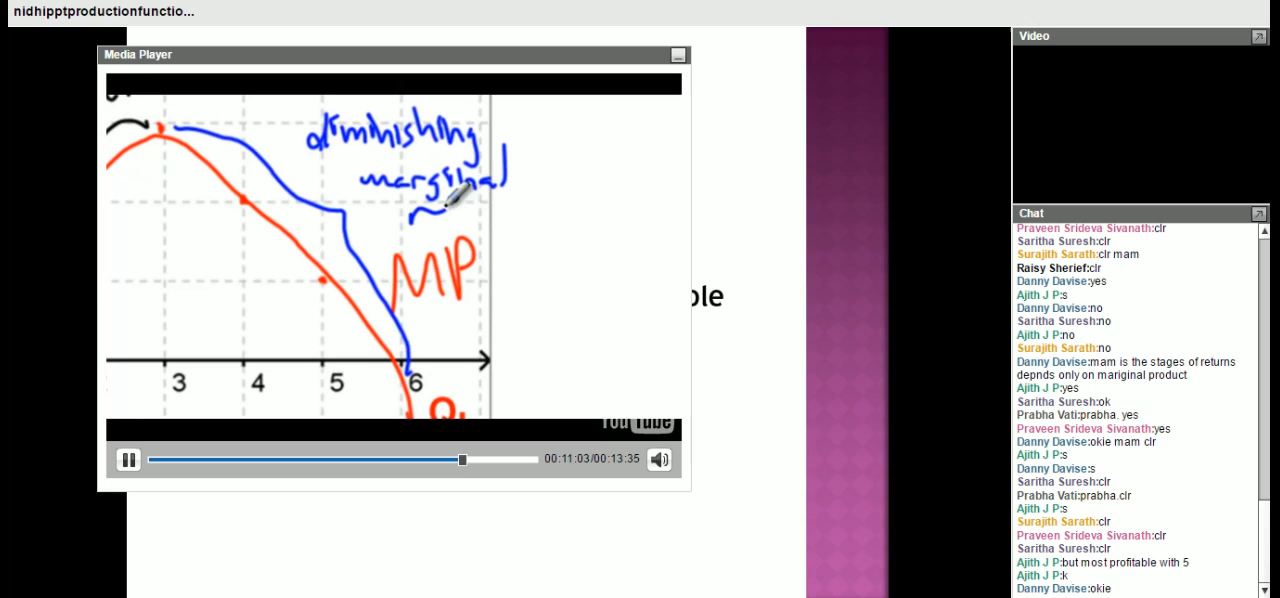 nidhipptproductionfunctio...
Media Player
diminishing
marginal
MP
3 4 5 6
Q
YouTube
00:11:03/00:13:35
ble
Video
Chat
Praveen Srideva Sivanath:clr
Saritha Suresh:clr
Surajith Sarath:clr mam
Raisy Sherief:clr
Danny Davise:yes
Ajith J P:s
Danny Davise:no
Saritha Suresh:no
Ajith J P:no
Surajith Sarath:no
Danny Davise:mam is the stages of returns
depnds only on mariginal product
Ajith J P:yes
Saritha Suresh:ok
Prabha Vati:prabha. yes
Praveen Srideva Sivanath:yes
Danny Davise:okie mam clr
Ajith J P:s
Danny Davise:s
Saritha Suresh:clr
Prabha Vati:prabha.clr
Ajith J P:s
Surajith Sarath:clr
Praveen Srideva Sivanath:clr
Saritha Suresh:clr
Ajith J P:but most profitable with 5
Ajith J P:k
Danny Davise:okie